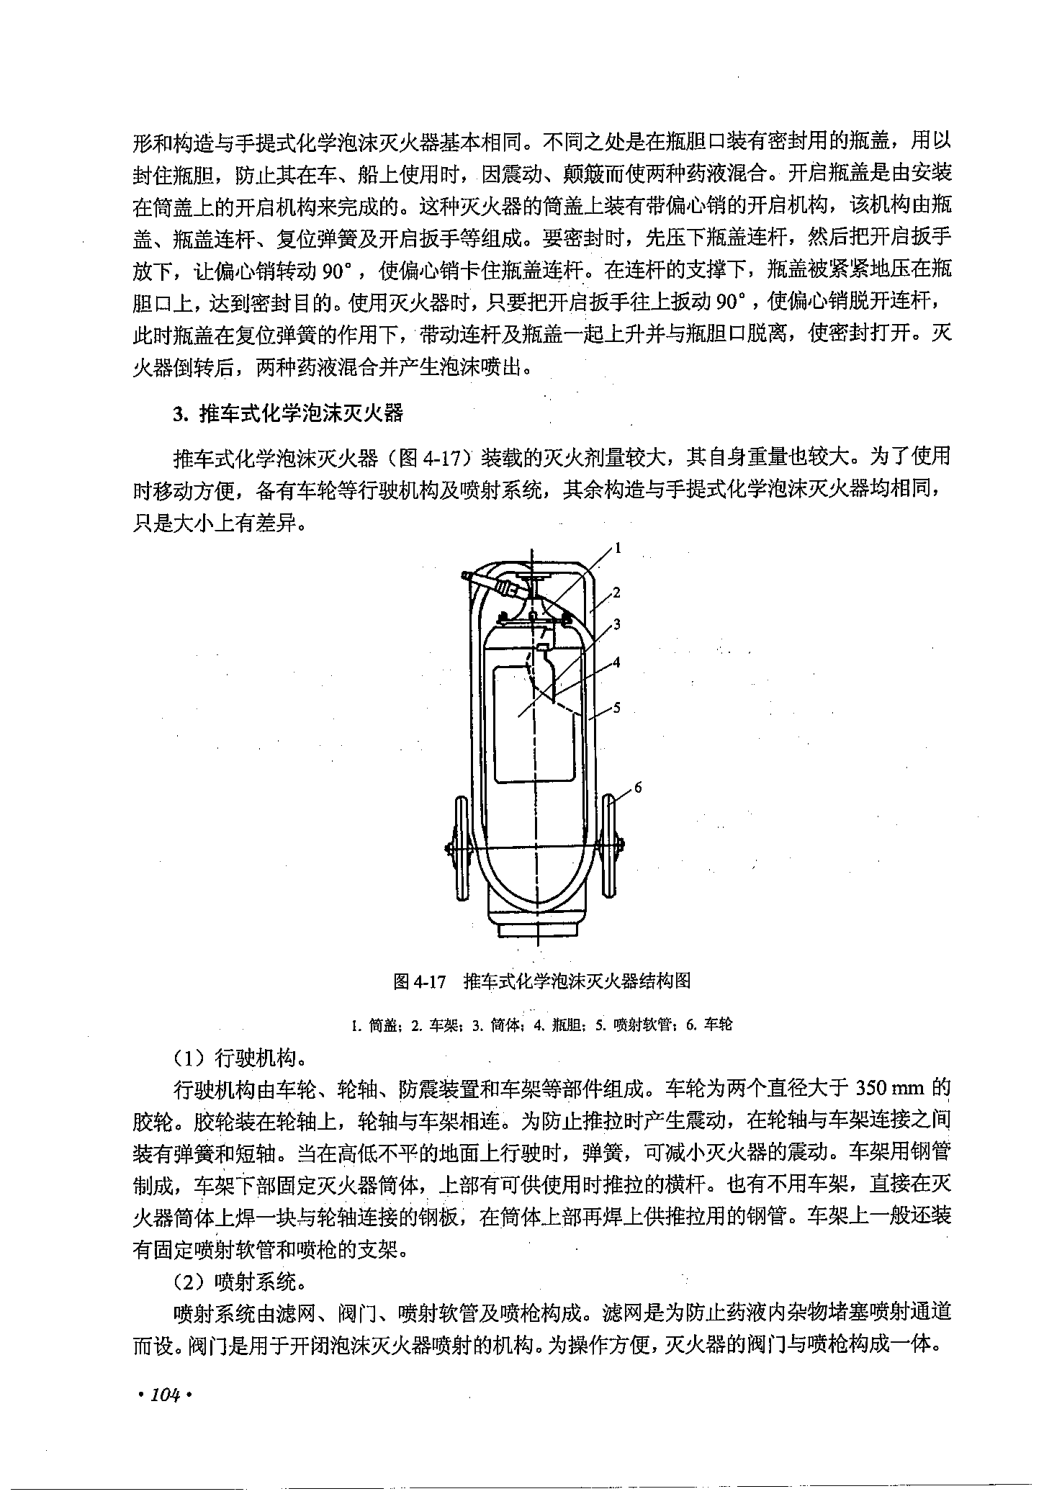 形和构造与手提式化学泡沫灭火器基本相同。不同之处是在瓶胆口装有密封用的瓶盖，用以
封住瓶胆，防止其在车、船上使用时，因震动、颠簸而使两种药液混合。开启瓶盖是由安装
在筒盖上的开启机构来完成的。这种灭火器的筒盖上装有带偏心销的开启机构，该机构由瓶
盖、瓶盖连杆、复位弹簧及开启扳手等组成。要密封时，先压下瓶盖连杆，然后把开启扳手
放下，让偏心销转动 90°，使偏心销卡住瓶盖连杆。在连杆的支撑下，瓶盖被紧紧地压在瓶
胆口上，达到密封目的。使用灭火器时，只要把开启扳手往上扳动 90°，使偏心销脱开连杆，
此时瓶盖在复位弹簧的作用下，带动连杆及瓶盖一起上升并与瓶胆口脱离，使密封打开。灭
火器倒转后，两种药液混合并产生泡沫喷出。
3. 推车式化学泡沫灭火器
推车式化学泡沫灭火器（图 4-17）装载的灭火剂量较大，其自身重量也较大。为了使用
时移动方便，备有车轮等行驶机构及喷射系统，其余构造与手提式化学泡沫灭火器均相同，
只是大小上有差异。
1
2
3
4
5
6
图 4-17 推车式化学泡沫灭火器结构图
1. 筒盖；2. 车架；3. 筒体；4. 瓶胆；5. 喷射软管；6. 车轮
（1）行驶机构。
行驶机构由车轮、轮轴、防震装置和车架等部件组成。车轮为两个直径大于 350 mm 的
胶轮。胶轮装在轮轴上，轮轴与车架相连。为防止推拉时产生震动，在轮轴与车架连接之间
装有弹簧和短轴。当在高低不平的地面上行驶时，弹簧，可减小灭火器的震动。车架用钢管
制成，车架下部固定灭火器筒体，上部有可供使用时推拉的横杆。也有不用车架，直接在灭
火器筒体上焊一块与轮轴连接的钢板，在筒体上部再焊上供推拉用的钢管。车架上一般还装
有固定喷射软管和喷枪的支架。
（2）喷射系统。
喷射系统由滤网、阀门、喷射软管及喷枪构成。滤网是为防止药液内杂物堵塞喷射通道
而设。阀门是用于开闭泡沫灭火器喷射的机构。为操作方便，灭火器的阀门与喷枪构成一体。
·104·